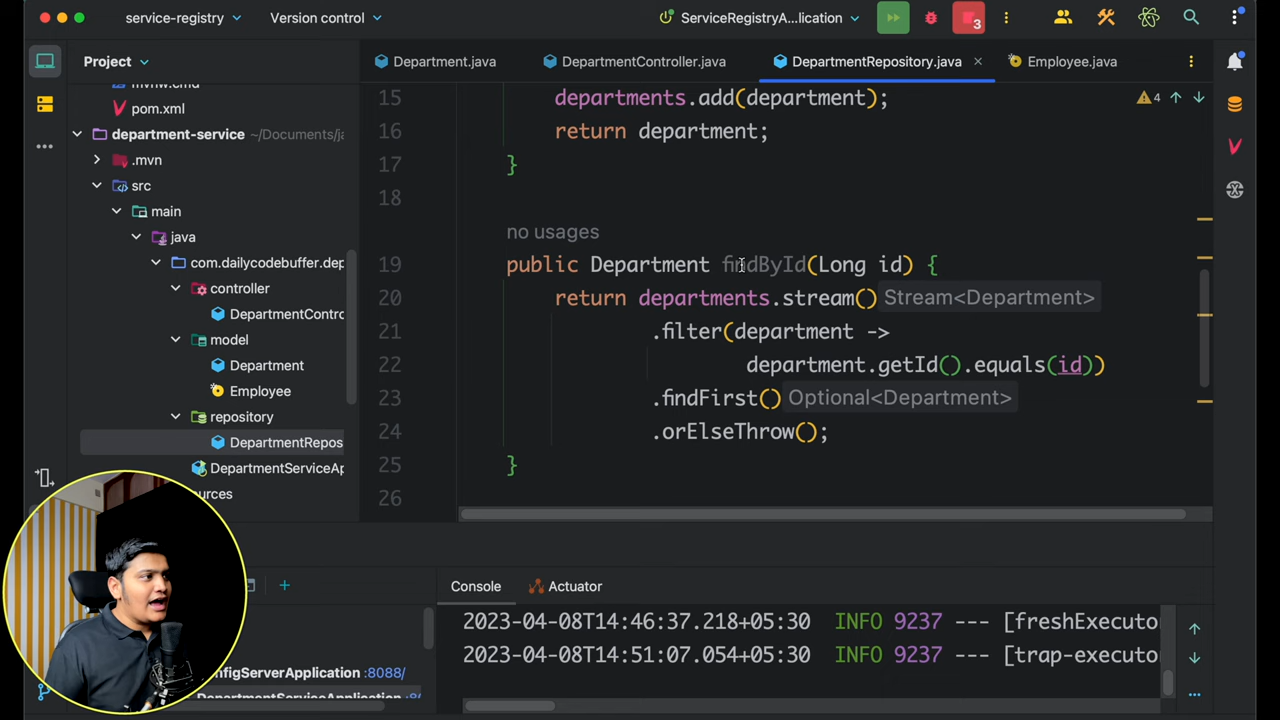 service-registry
Version control
ServiceRegistryA...lication
3
Project
Department.java
DepartmentController.java
DepartmentRepository.java
Employee.java
mvnw.cmd
pom.xml
department-service ~/Documents/ja
.mvn
src
main
java
com.dailycodebuffer.dep
controller
DepartmentContro
model
Department
Employee
repository
DepartmentRepos
DepartmentServiceAp
4
15 departments.add(department);
16 return department;
17 }
18
no usages
19 public Department findById(Long id) {
20 return departments.stream() Stream<Department>
21 .filter(department ->
22 department.getId().equals(id))
23 .findFirst() Optional<Department>
24 .orElseThrow();
25 }
26
Console
Actuator
2023-04-08T14:46:37.218+05:30 INFO 9237 --- [freshExecuto
2023-04-08T14:51:07.054+05:30 INFO 9237 --- [trap-executo
nfigServerApplication :8088/
DepartmentServiceApplication